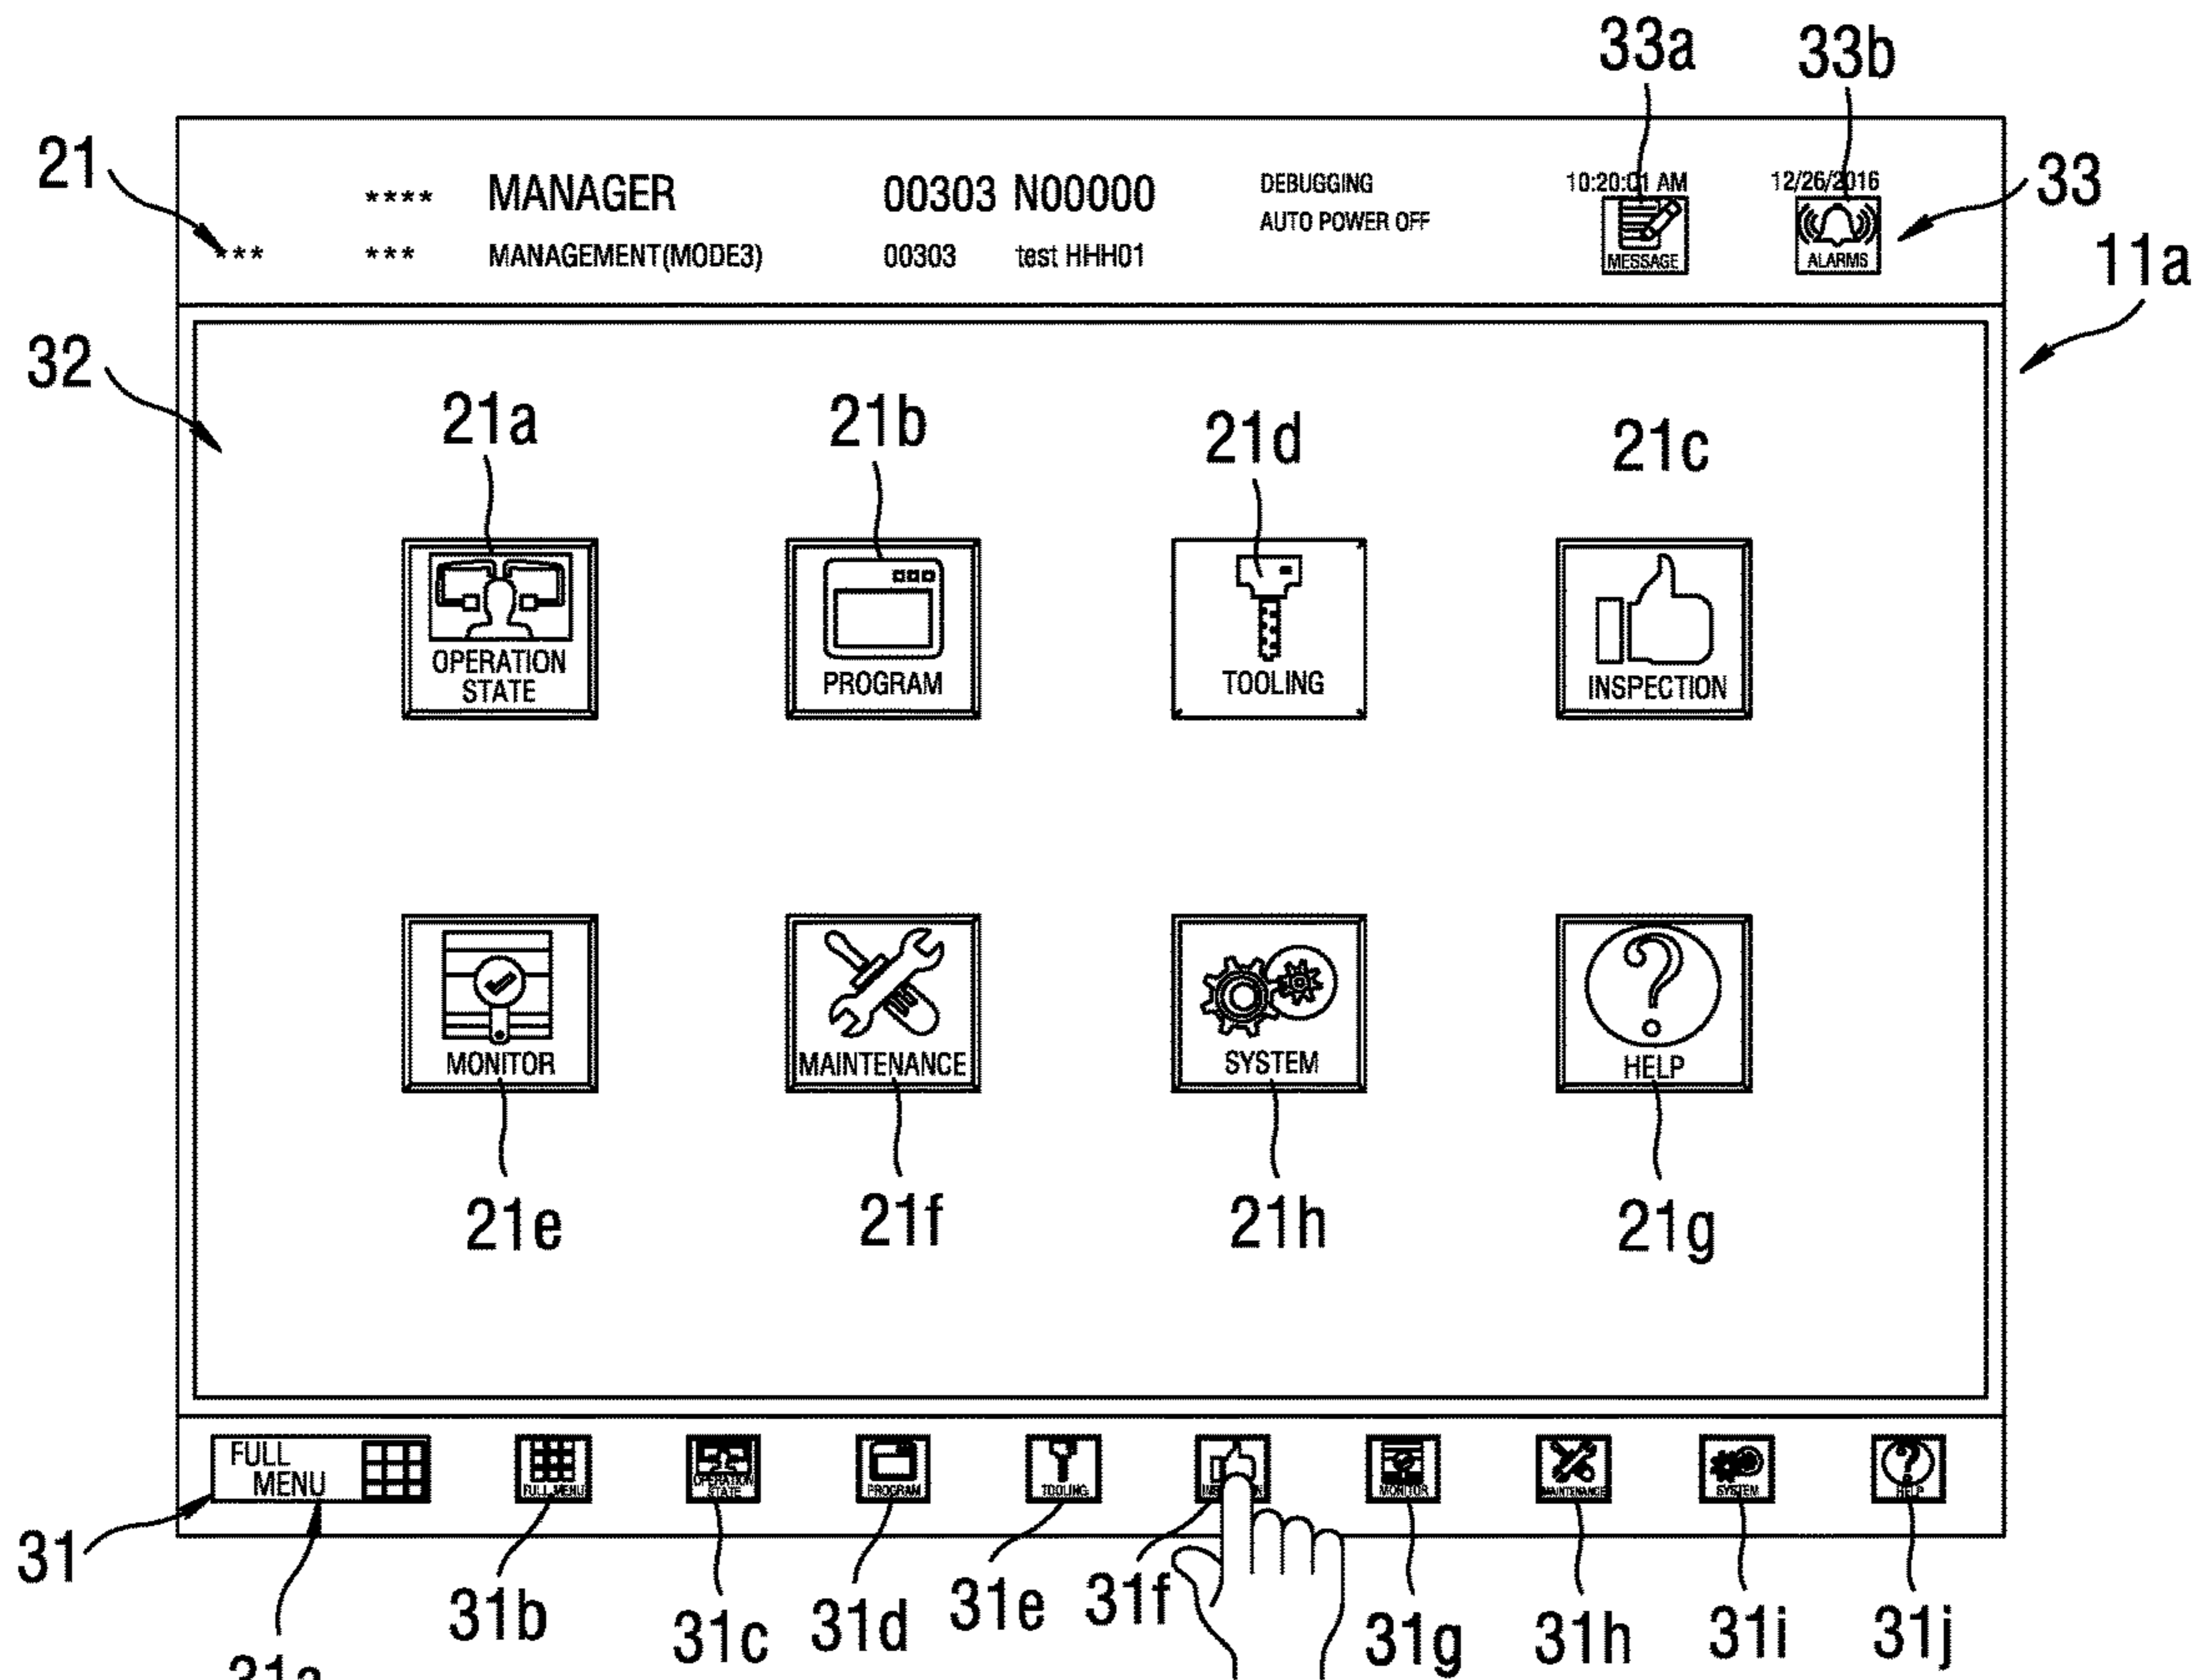 33a 33b
21
**** MANAGER 00303 N00000 DEBUGGING 10:20:01 AM 12/26/2016 33
AUTO POWER OFF
*** *** MANAGEMENT(MODE3) 00303 test HHH01 MESSAGE ALARMS
11a
32
21a 21b 21d 21c
OPERATION
STATE
PROGRAM
TOOLING
INSPECTION
MONITOR
MAINTENANCE
SYSTEM
HELP
21e 21f 21h 21g
FULL
MENU
FULL MENU
OPERATION
STATE
PROGRAM
TOOLING
MONITOR
MAINTENANCE
SYSTEM
HELP
31
31a
31b 31c 31d 31e 31f 31g 31h 31i 31j